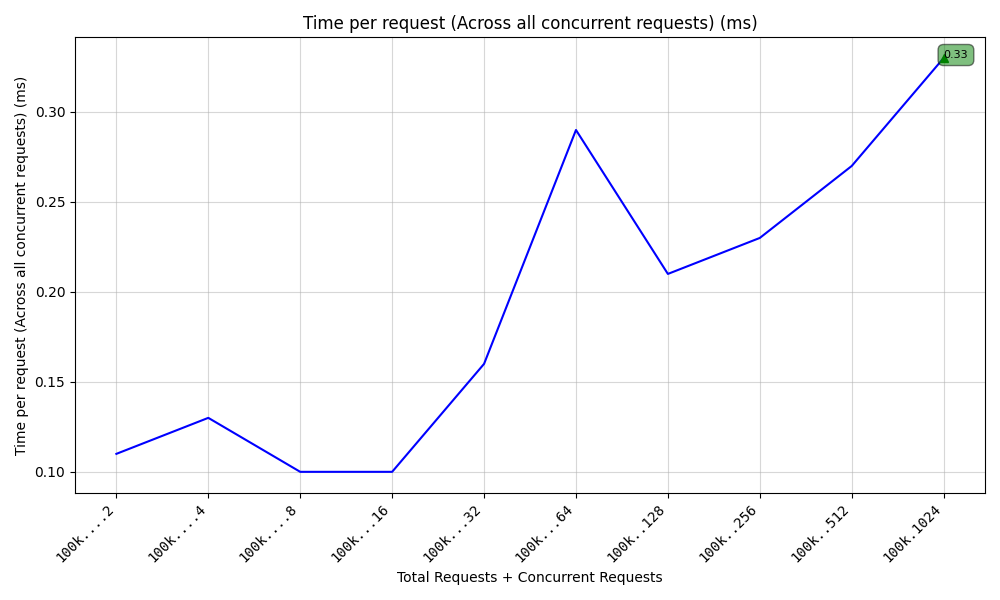 Time per request (Across all concurrent requests) (ms)
Time per request (Across all concurrent requests) (ms)
0.30
0.25
0.20
0.15
0.10
0.33
100k....2
100k....4
100k....8
100k...16
100k...32
100k...64
100k..128
100k..256
100k..512
100k.1024
Total Requests + Concurrent Requests